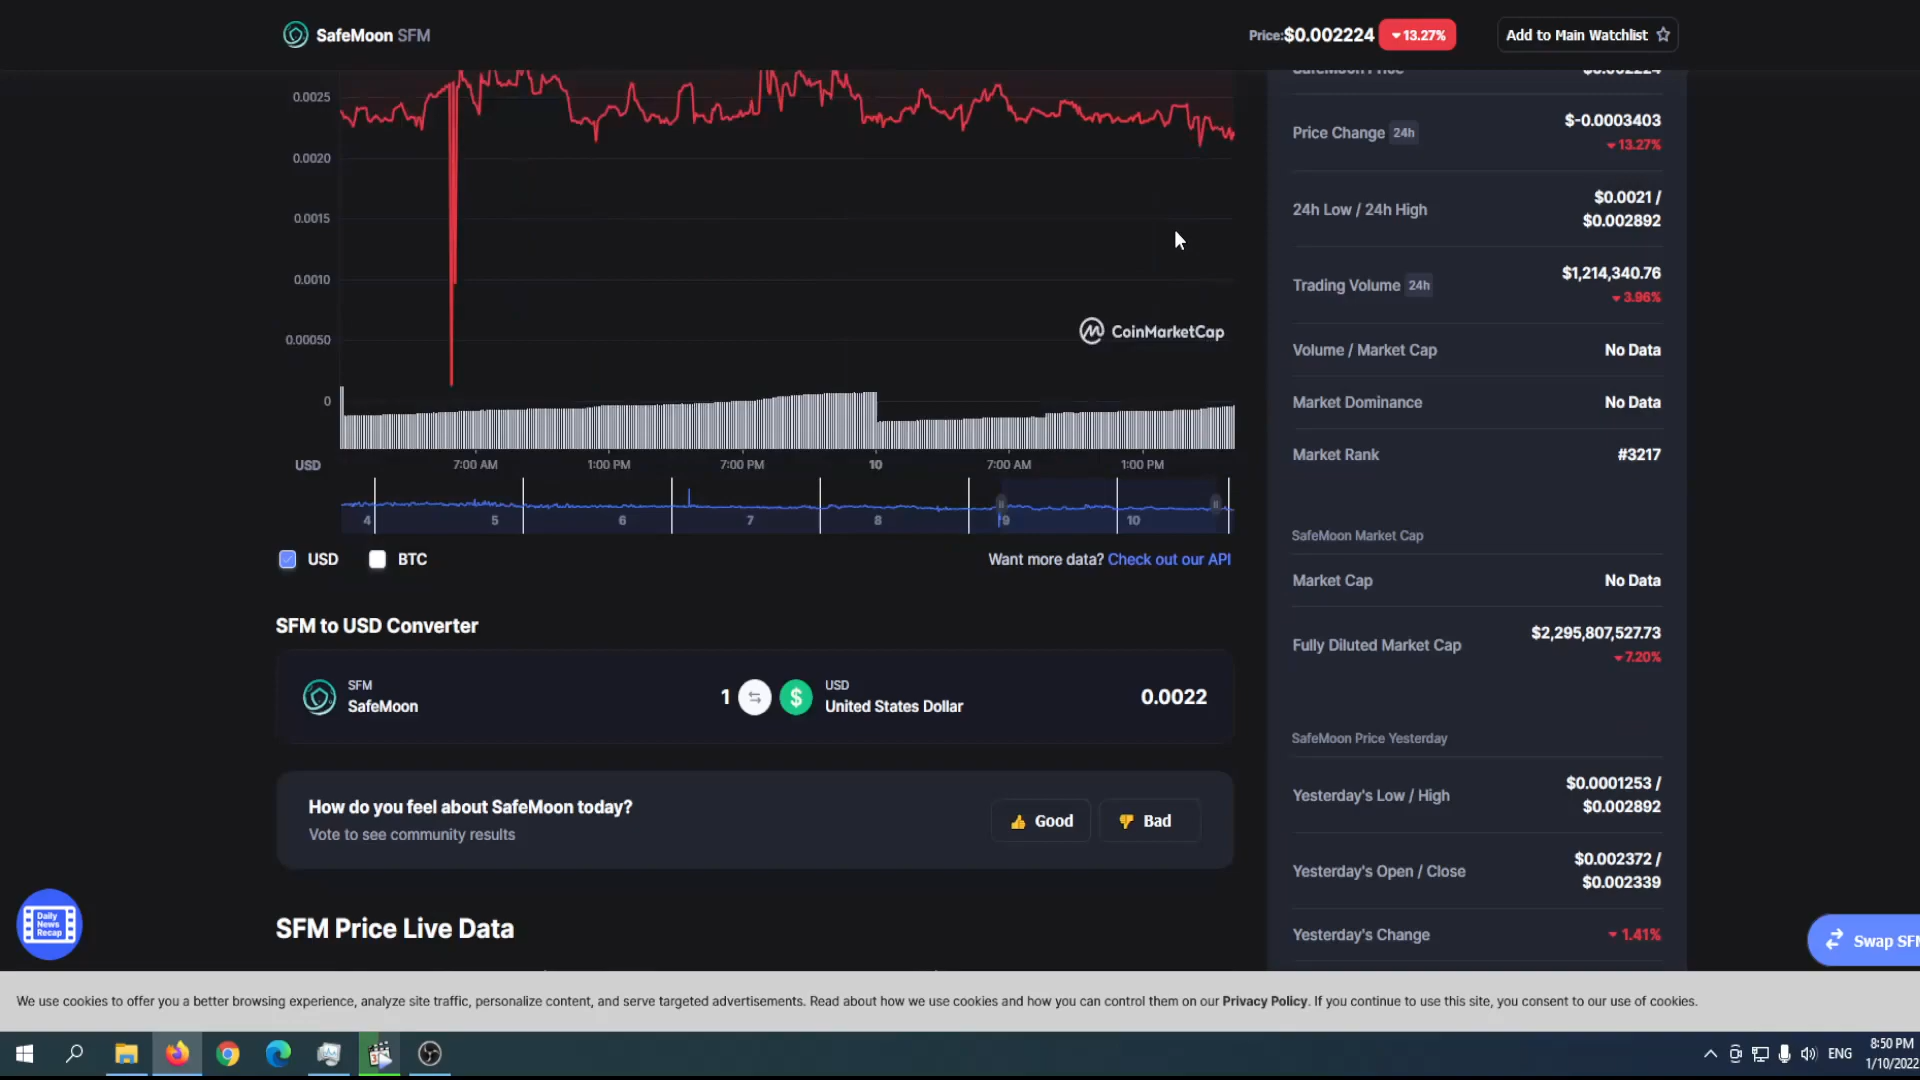 SafeMoon SFM
Price:$0.002224
13.27%
Add to Main Watchlist
0.0025
0.0020
0.0015
0.0010
0.00050
0
CoinMarketCap
USD
7:00 AM
1:00 PM
7:00 PM
10
7:00 AM
1:00 PM
4
5
6
7
8
9
10
USD
BTC
Want more data? Check out our API
SFM to USD Converter
SFM
SafeMoon
1
$
USD
United States Dollar
0.0022
How do you feel about SafeMoon today?
Vote to see community results
Good
Bad
SFM Price Live Data
SafeMoon Price
$0.002224
Price Change 24h
$-0.0003403
13.27%
24h Low / 24h High
$0.0021 /
$0.002892
Trading Volume 24h
$1,214,340.76
3.96%
Volume / Market Cap
No Data
Market Dominance
No Data
Market Rank
#3217
SafeMoon Market Cap
Market Cap
No Data
Fully Diluted Market Cap
$2,295,807,527.73
7.20%
SafeMoon Price Yesterday
Yesterday's Low / High
$0.0001253 /
$0.002892
Yesterday's Open / Close
$0.002372 /
$0.002339
Yesterday's Change
1.41%
Daily
News
Recap
Swap SFM
We use cookies to offer you a better browsing experience, analyze site traffic, personalize content, and serve targeted advertisements. Read about how we use cookies and how you can control them on our Privacy Policy. If you continue to use this site, you consent to our use of cookies.
ENG
8:50 PM
1/10/2022